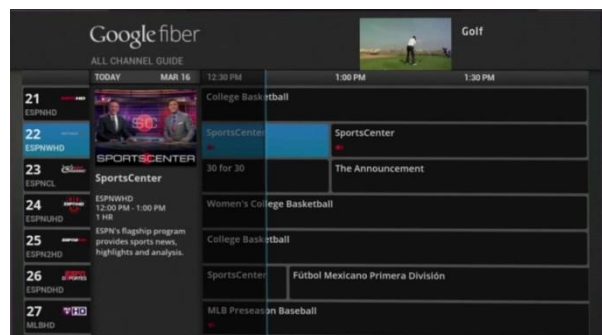 Google fiber
Golf
ALL CHANNEL GUIDE
TODAY MAR 16 12:30 PM 1:00 PM 1:30 PM
21
ESPNHD
College Basketball
22
ESPNWHD
SportsCenter
SportsCenter
23
ESPNCL
30 for 30
The Announcement
24
ESPNUHD
Women's College Basketball
25
ESPN2HD
College Basketball
26
ESPNDHD
SportsCenter
Fútbol Mexicano Primera División
27
HD
MLBHD
MLB Preseason Baseball
SC
SPORTSCENTER
SportsCenter
ESPNWHD
12:00 PM - 1:00 PM
1 HR
ESPN's flagship program
provides sports news,
highlights and analysis.